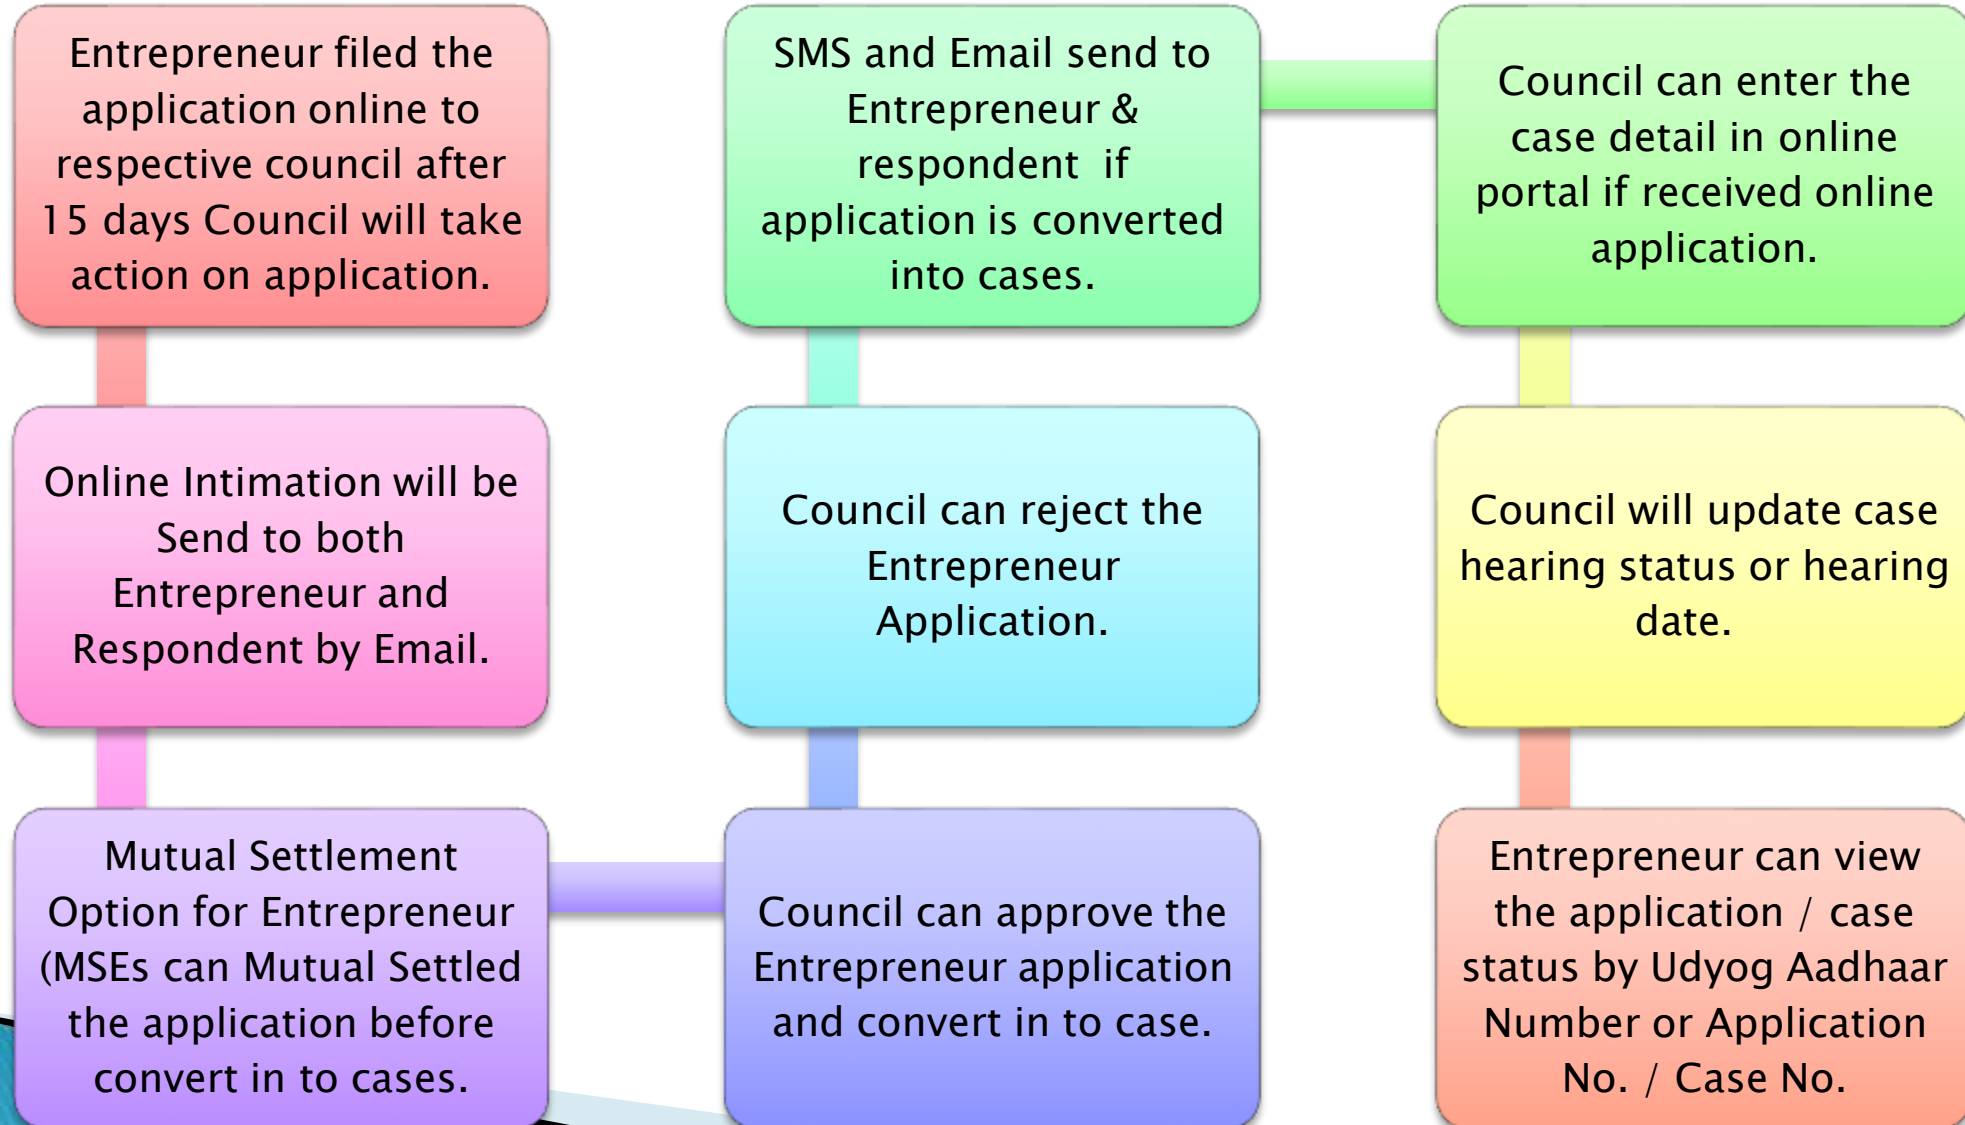 Entrepreneur filed the
application online to
respective council after
15 days Council will take
action on application.
Online Intimation will be
Send to both
Entrepreneur and
Respondent by Email.
Mutual Settlement
Option for Entrepreneur
(MSEs can Mutual Settled
the application before
convert in to cases.
Council can approve the
Entrepreneur application
and convert in to case.
Council can reject the
Entrepreneur
Application.
SMS and Email send to
Entrepreneur &
respondent if
application is converted
into cases.
Council can enter the
case detail in online
portal if received online
application.
Council will update case
hearing status or hearing
date.
Entrepreneur can view
the application / case
status by Udyog Aadhaar
Number or Application
No. / Case No.